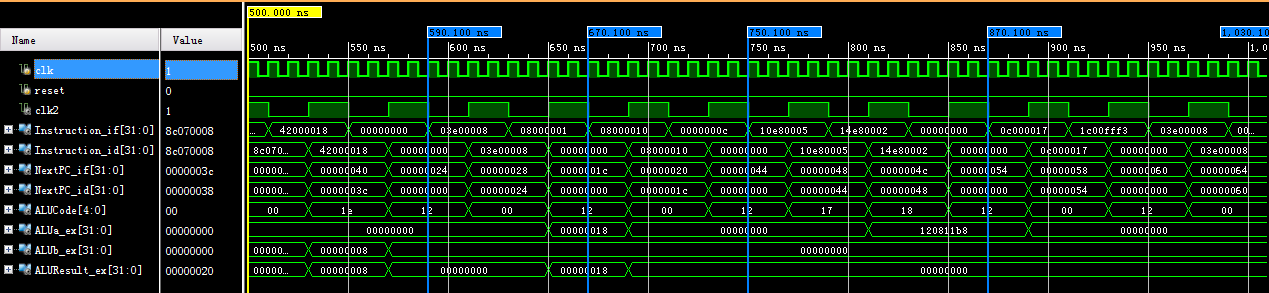 500.000 ns
590.100 ns 670.100 ns 750.100 ns 870.100 ns 1,030.10
Name Value
500 ns 550 ns 600 ns 650 ns 700 ns 750 ns 800 ns 850 ns 900 ns 950 ns 1,0
clk 1
reset 0
clk2 1
Instruction_if[31:0] 8c070008 ... 42000018 00000000 03e00008 08000001 08000010 0000000c 10e80005 14e80002 00000000 0c000017 1c00fff3 03e00008 00...
Instruction_id[31:0] 8c070008 8c070... 42000018 00000000 03e00008 00000000 08000010 00000000 10e80005 14e80002 00000000 0c000017 00000000 03e00008
NextPC_if[31:0] 0000003c 00000... 00000040 00000024 00000028 0000001c 00000020 00000044 00000048 0000004c 00000054 00000058 00000060 00000064
NextPC_id[31:0] 00000038 00000... 0000003c 00000000 00000024 00000000 0000001c 00000000 00000044 00000048 00000000 00000054 00000000 00000060
ALUCode[4:0] 00 00 1e 12 00 12 00 12 17 18 12 00 12 00
ALUa_ex[31:0] 00000000 00000000 00000018 00000000 120811b8 00000000
ALUb_ex[31:0] 00000000 00000... 00000008 00000000
ALUResult_ex[31:0] 00000020 00000... 00000008 00000000 00000018 00000000